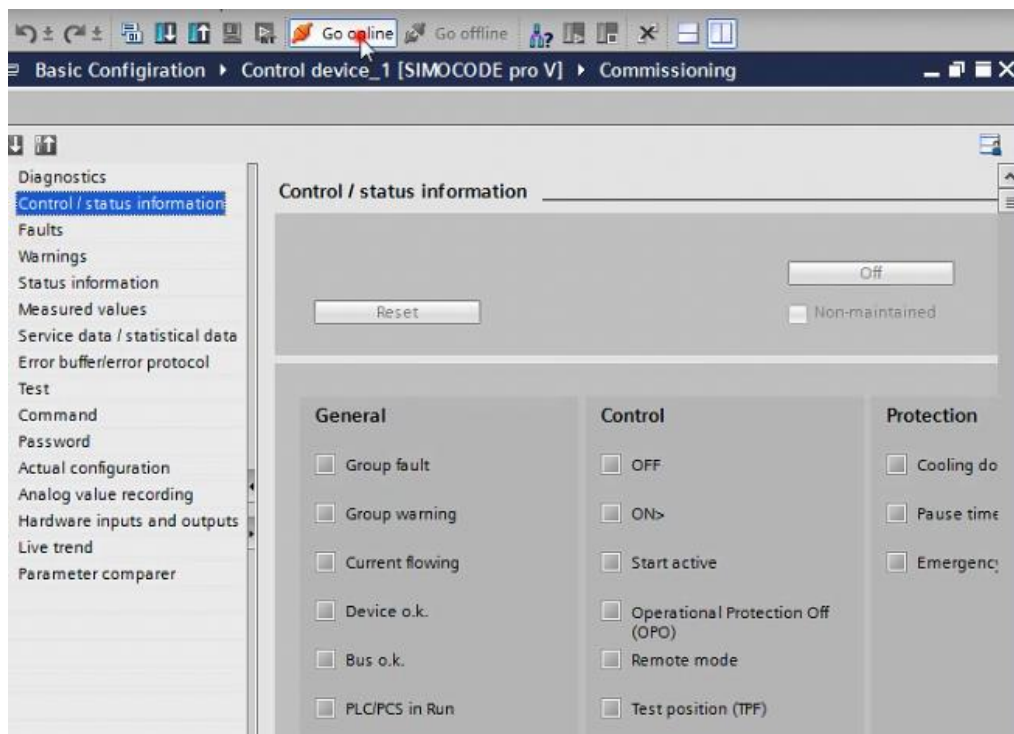 Go online
Go offline
Basic Configiration ▸ Control device_1 [SIMOCODE pro V] ▸ Commissioning
Diagnostics
Control / status information
Faults
Warnings
Status information
Measured values
Service data / statistical data
Error buffer/error protocol
Test
Command
Password
Actual configuration
Analog value recording
Hardware inputs and outputs
Live trend
Parameter comparer
Control / status information
Off
Reset
Non-maintained
General
Group fault
Group warning
Current flowing
Device o.k.
Bus o.k.
PLC/PCS in Run
Control
OFF
ON>
Start active
Operational Protection Off
(OPO)
Remote mode
Test position (TPF)
Protection
Cooling do
Pause time
Emergency